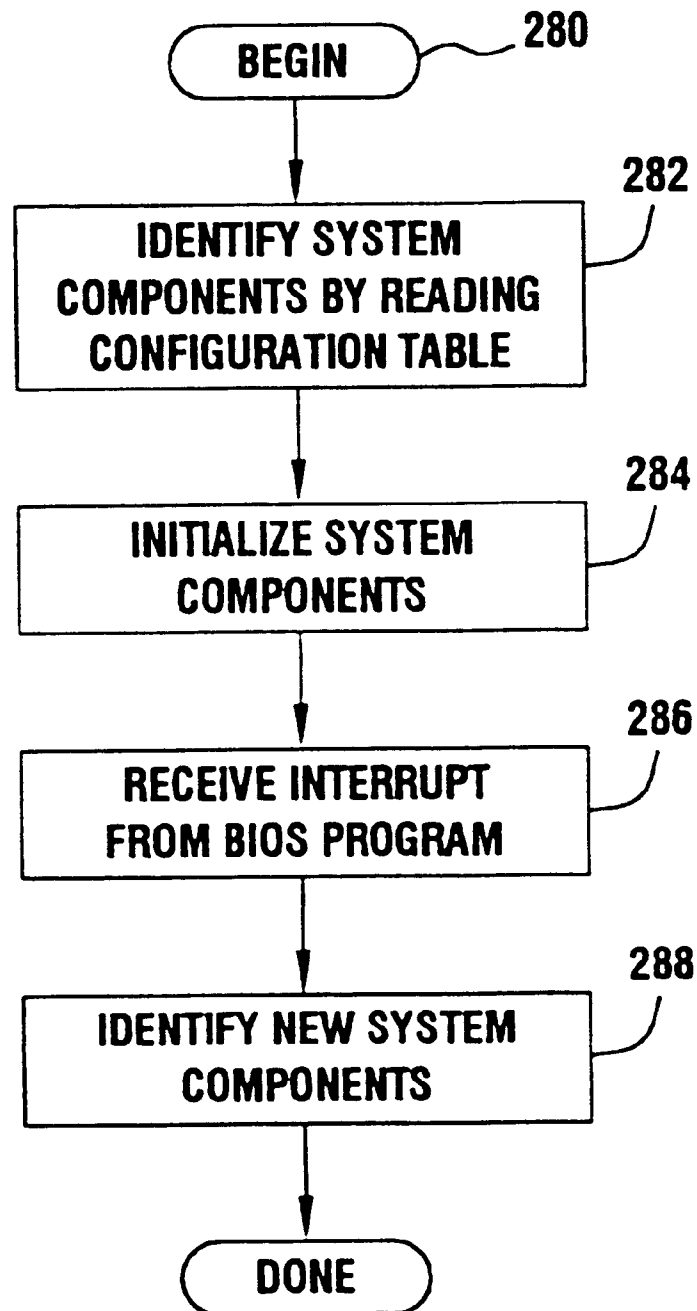 BEGIN
280
282
IDENTIFY SYSTEM
COMPONENTS BY READING
CONFIGURATION TABLE
284
INITIALIZE SYSTEM
COMPONENTS
286
RECEIVE INTERRUPT
FROM BIOS PROGRAM
288
IDENTIFY NEW SYSTEM
COMPONENTS
DONE